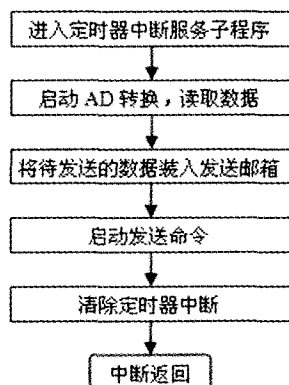 进入定时器中断服务子程序
启动 AD 转换，读取数据
将待发送的数据装入发送邮箱
启动发送命令
清除定时器中断
中断返回